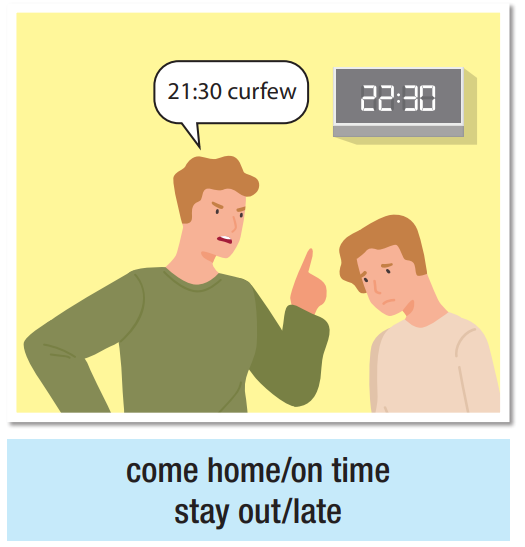 21:30 curfew
22:30
come home/on time
stay out/late